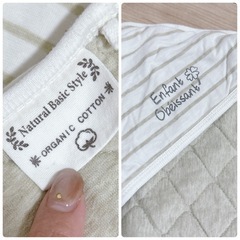 Natural Basic Style
ORGANIC COTTON
Enfant
Obéissant